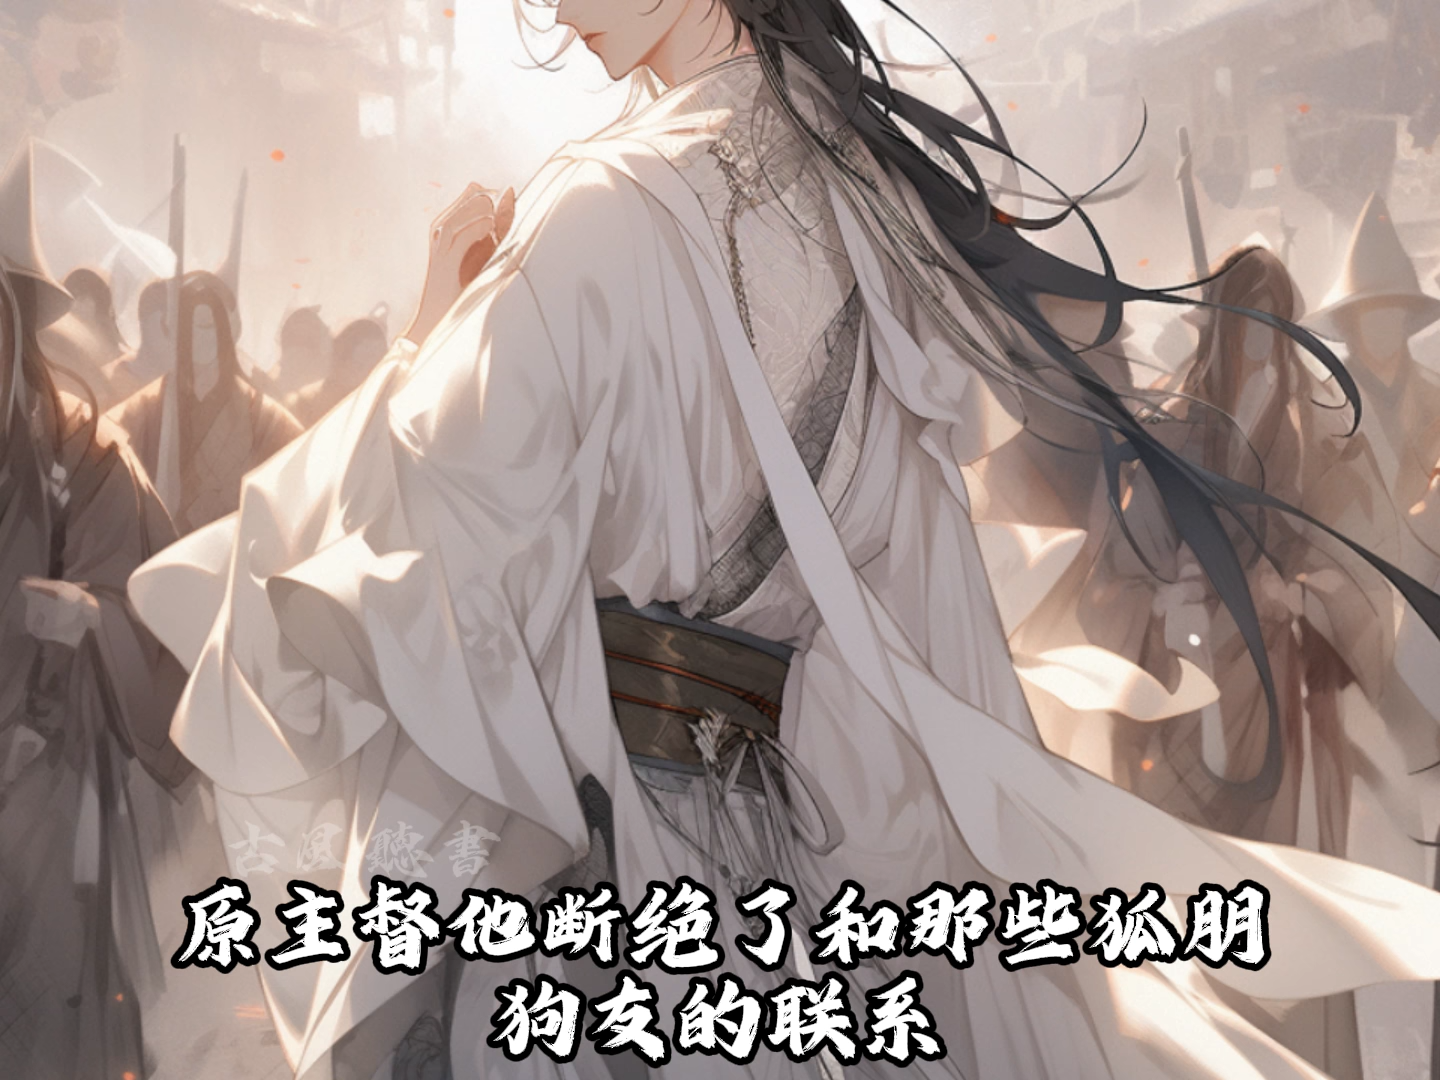 古風聽書
原主督他断绝了和那些狐朋
狗友的联系